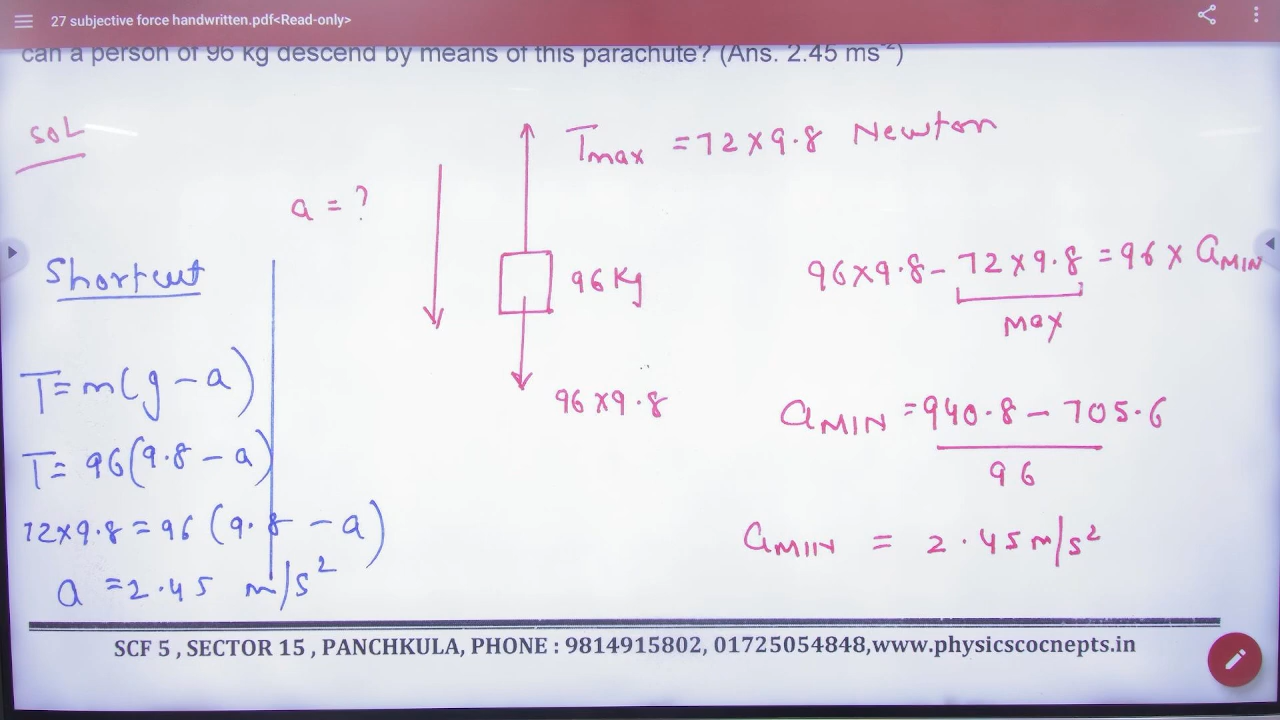 27 subjective force handwritten.pdf<Read-only>
can a person of 96 kg descend by means of this parachute? (Ans. 2.45 ms⁻²)
SOL
Tmax = 72×9.8 Newton
a = ?
96×9.8 - 72×9.8 = 96 × aMIN
Max
Shortcut
96 Kg
T = m(g - a)
96×9.8
aMIN = 940.8 - 705.6
96
T = 96(9.8 - a)
72×9.8 = 96 (9.8 - a)
aMIN = 2.45 m/s²
a = 2.45 m/s²
SCF 5 , SECTOR 15 , PANCHKULA, PHONE : 9814915802, 01725054848,www.physicscocnepts.in